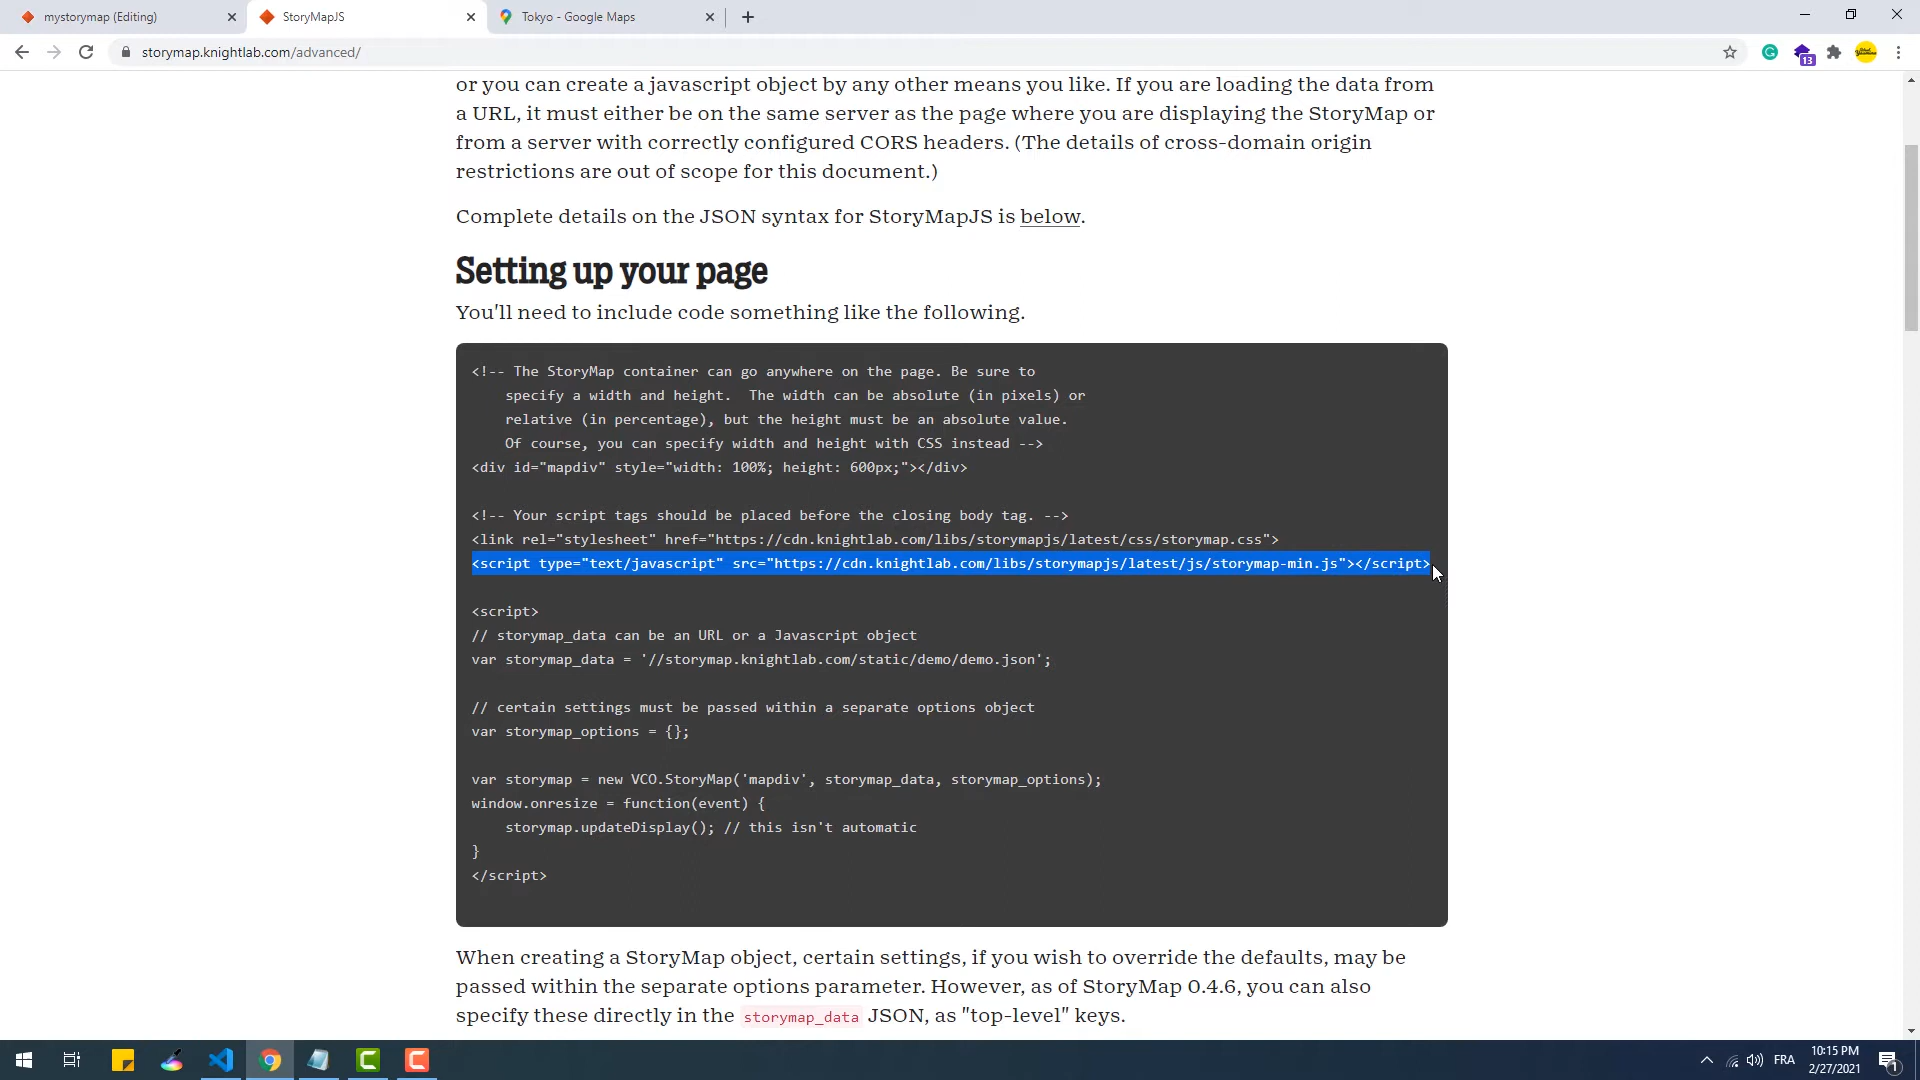 mystorymap (Editing)
StoryMapJS
Tokyo - Google Maps
storymap.knightlab.com/advanced/
13
or you can create a javascript object by any other means you like. If you are loading the data from
a URL, it must either be on the same server as the page where you are displaying the StoryMap or
from a server with correctly configured CORS headers. (The details of cross-domain origin
restrictions are out of scope for this document.)
Complete details on the JSON syntax for StoryMapJS is below.
Setting up your page
You'll need to include code something like the following.
<!-- The StoryMap container can go anywhere on the page. Be sure to
specify a width and height.  The width can be absolute (in pixels) or
relative (in percentage), but the height must be an absolute value.
Of course, you can specify width and height with CSS instead -->
<div id="mapdiv" style="width: 100%; height: 600px;"></div>
<!-- Your script tags should be placed before the closing body tag. -->
<link rel="stylesheet" href="https://cdn.knightlab.com/libs/storymapjs/latest/css/storymap.css">
<script type="text/javascript" src="https://cdn.knightlab.com/libs/storymapjs/latest/js/storymap-min.js"></script>
<script>
// storymap_data can be an URL or a Javascript object
var storymap_data = '//storymap.knightlab.com/static/demo/demo.json';
// certain settings must be passed within a separate options object
var storymap_options = {};
var storymap = new VCO.StoryMap('mapdiv', storymap_data, storymap_options);
window.onresize = function(event) {
storymap.updateDisplay(); // this isn't automatic
}
</script>
When creating a StoryMap object, certain settings, if you wish to override the defaults, may be
passed within the separate options parameter. However, as of StoryMap 0.4.6, you can also
specify these directly in the storymap_data JSON, as "top-level" keys.
FRA
10:15 PM
2/27/2021
1